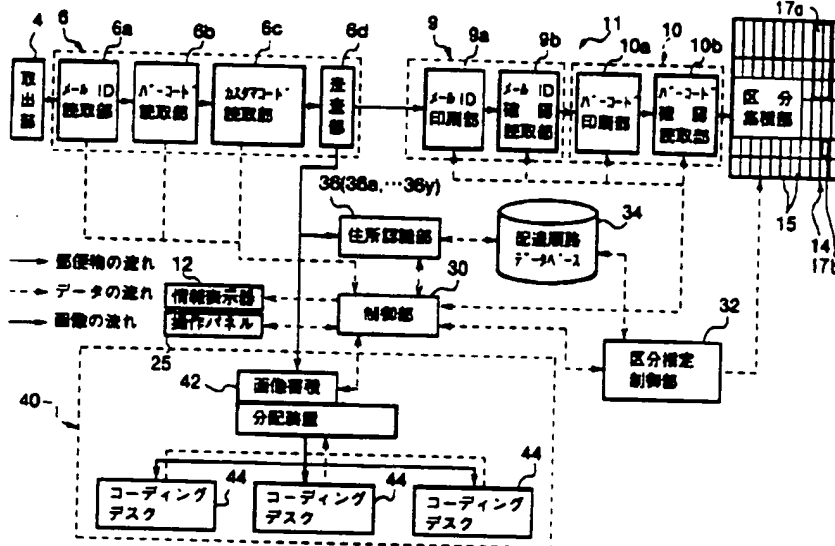 4
6
6a
6b
6c
6d
9
9a
9b
11
10a
10
10b
17a
取出部
メールID
読取部
バーコード
読取部
カスタマコード
読取部
走査部
メールID
印刷部
メールID
確認
読取部
バーコード
印刷部
バーコード
確認
読取部
区分
集積部
36(36a,…36y)
34
15
14
17b
住所認識部
配達順路
データベース
郵便物の流れ
データの流れ
画像の流れ
12
情報表示器
操作パネル
25
30
制御部
32
区分指定
制御部
40
42
画像蓄積
分配装置
44
コーディング
デスク
44
コーディング
デスク
44
コーディング
デスク